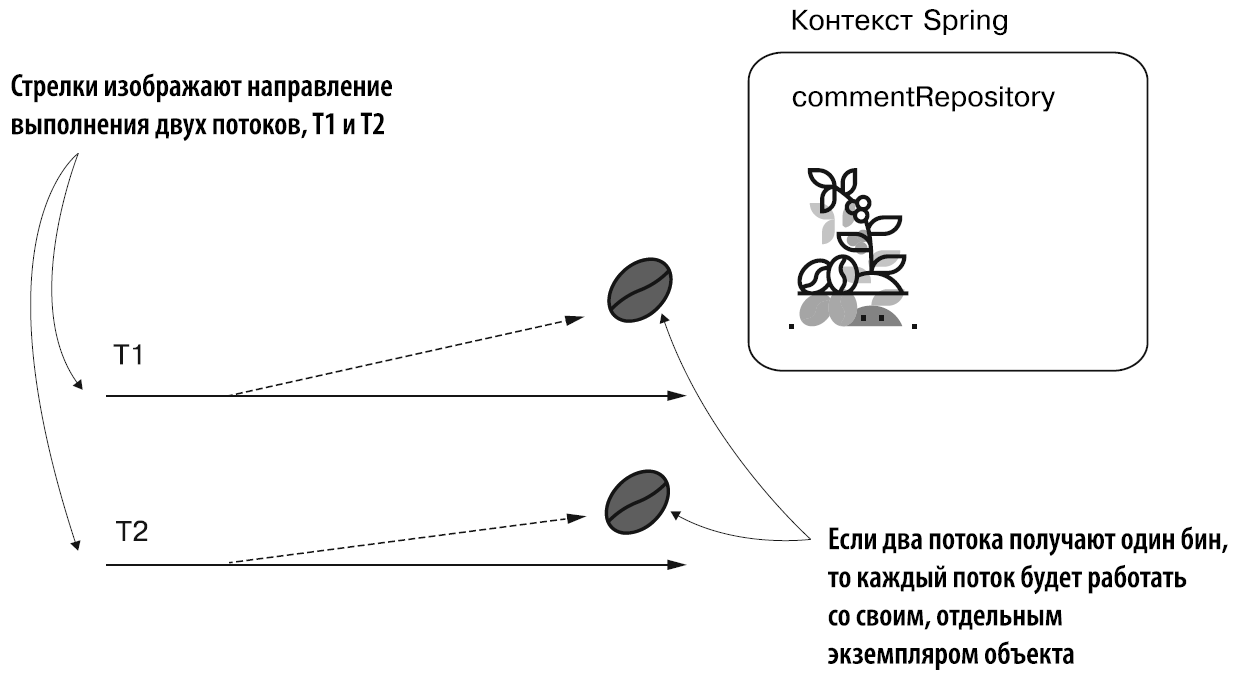 Контекст Spring
Стрелки изображают направление
выполнения двух потоков, T1 и T2
commentRepository
T1
T2
Если два потока получают один бин,
то каждый поток будет работать
со своим, отдельным
экземпляром объекта